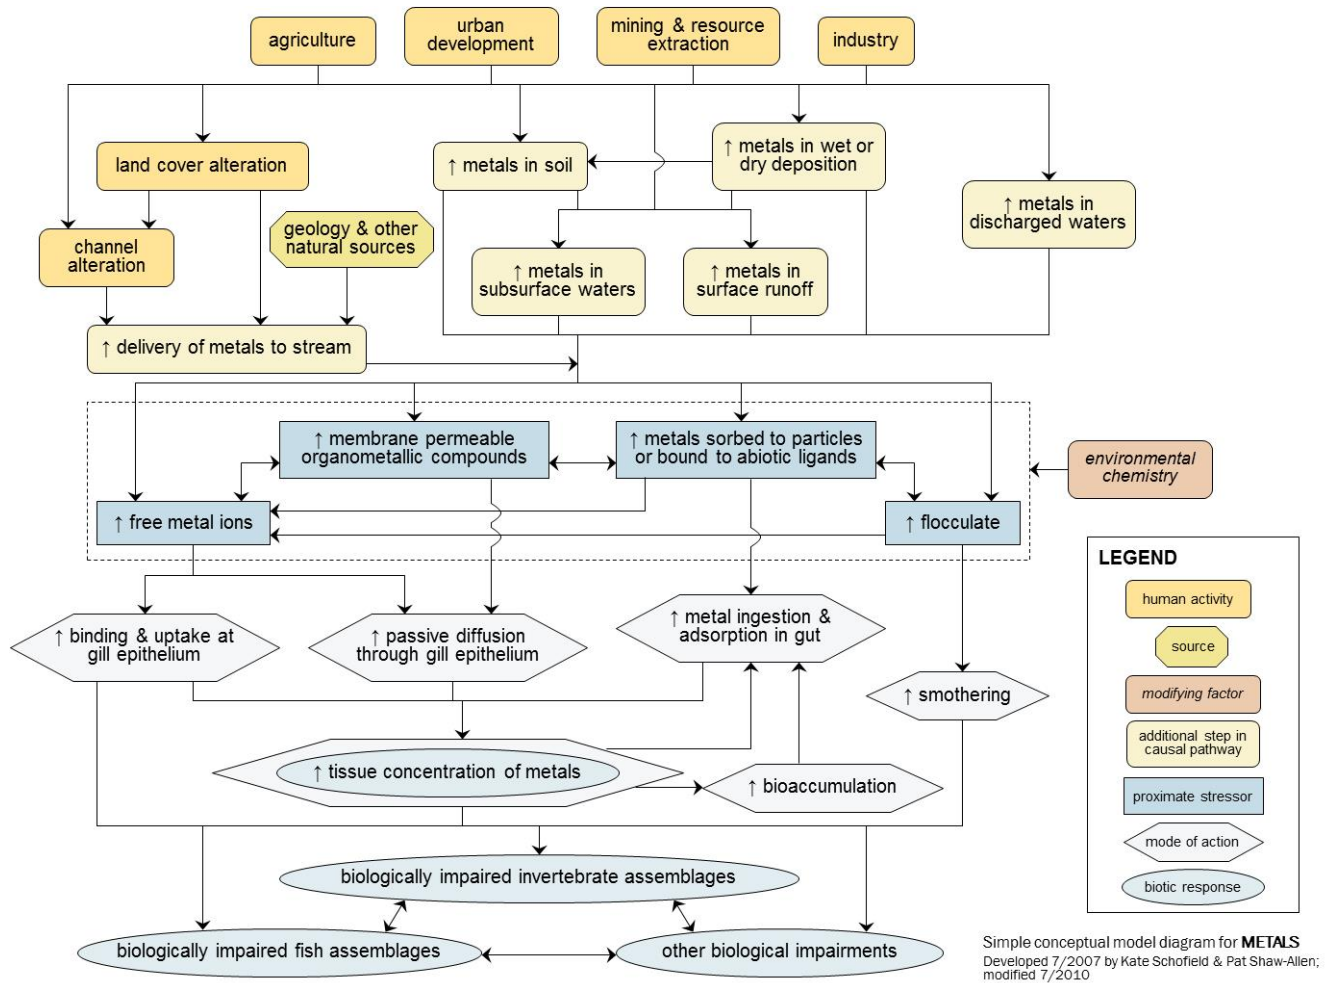 agriculture
urban
development
mining & resource
extraction
industry
land cover alteration
↑ metals in soil
↑ metals in wet or
dry deposition
↑ metals in
discharged waters
channel
alteration
geology & other
natural sources
↑ metals in
subsurface waters
↑ metals in
surface runoff
↑ delivery of metals to stream
↑ membrane permeable
organometallic compounds
↑ metals sorbed to particles
or bound to abiotic ligands
environmental
chemistry
↑ free metal ions
↑ flocculate
↑ binding & uptake at
gill epithelium
↑ passive diffusion
through gill epithelium
↑ metal ingestion &
adsorption in gut
↑ smothering
↑ tissue concentration of metals
↑ bioaccumulation
biologically impaired invertebrate assemblages
biologically impaired fish assemblages
other biological impairments
LEGEND
human activity
source
modifying factor
additional step in
causal pathway
proximate stressor
mode of action
biotic response
Simple conceptual model diagram for METALS
Developed 7/2007 by Kate Schofield & Pat Shaw-Allen;
modified 7/2010